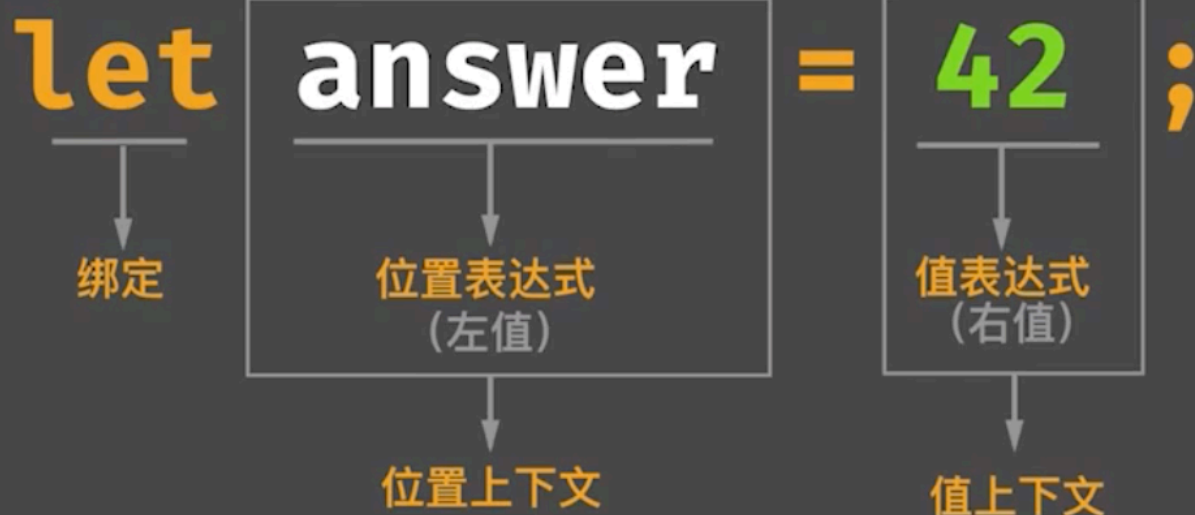 let answer = 42 ;
绑定 位置表达式 值表达式
(左值) (右值)
位置上下文 值上下文